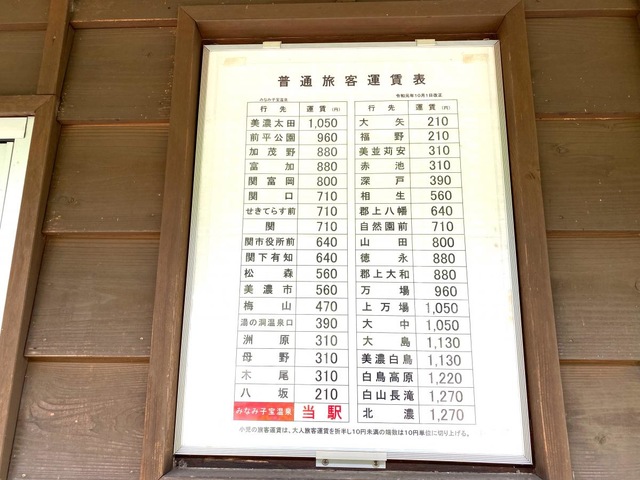 普通旅客運賃表
みなみ子宝温泉
令和元年10月1日改正
行先 運賃(円)
美濃太田 1,050
前平公園 960
加茂野 880
富加 880
関富岡 800
関口 710
せきてらす前 710
関 710
関市役所前 640
関下有知 640
松森 560
美濃市 560
梅山 470
湯の洞温泉口 390
洲原 310
母野 310
木尾 310
八坂 210
みなみ子宝温泉 当駅
行先 運賃(円)
大矢 210
福野 210
美並苅安 310
赤池 310
深戸 390
相生 560
郡上八幡 640
自然園前 710
山田 800
徳永 880
郡上大和 880
万場 960
上万場 1,050
大中 1,050
大島 1,130
美濃白鳥 1,130
白鳥高原 1,220
白山長滝 1,270
北濃 1,270
小児の旅客運賃は、大人旅客運賃を折半し10円未満の端数は10円単位に切り上げる。